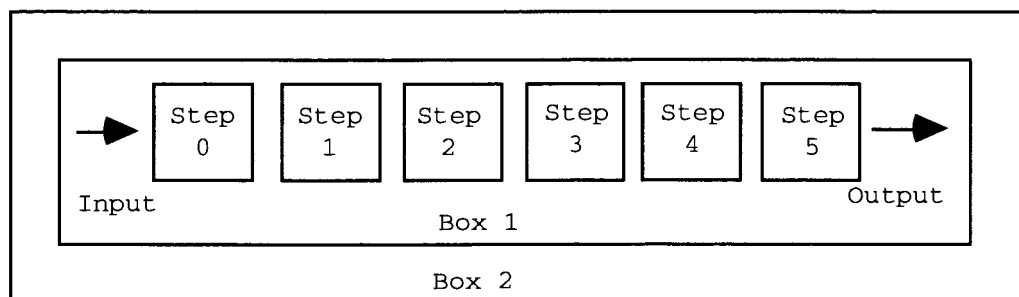 Step Step Step Step Step Step
0 1 2 3 4 5
Input Output
Box 1
Box 2